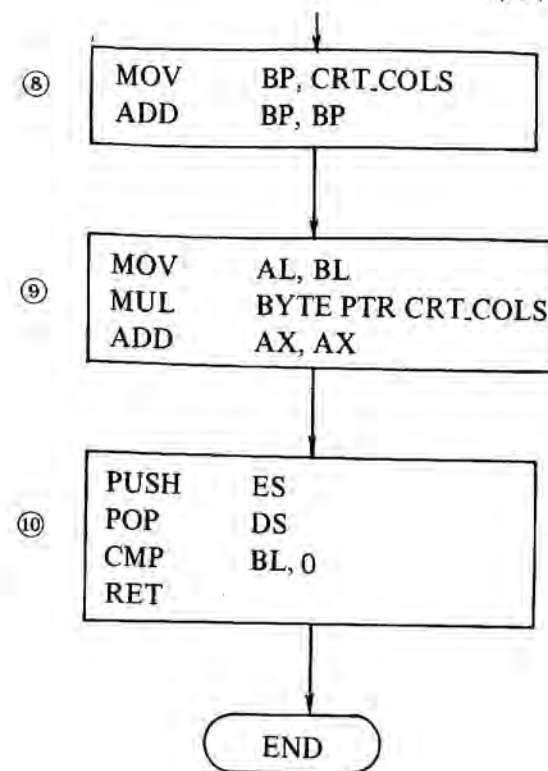 ⑧
MOV BP, CRT_COLS
ADD BP, BP
⑨
MOV AL, BL
MUL BYTE PTR CRT_COLS
ADD AX, AX
⑩
PUSH ES
POP DS
CMP BL, 0
RET
END